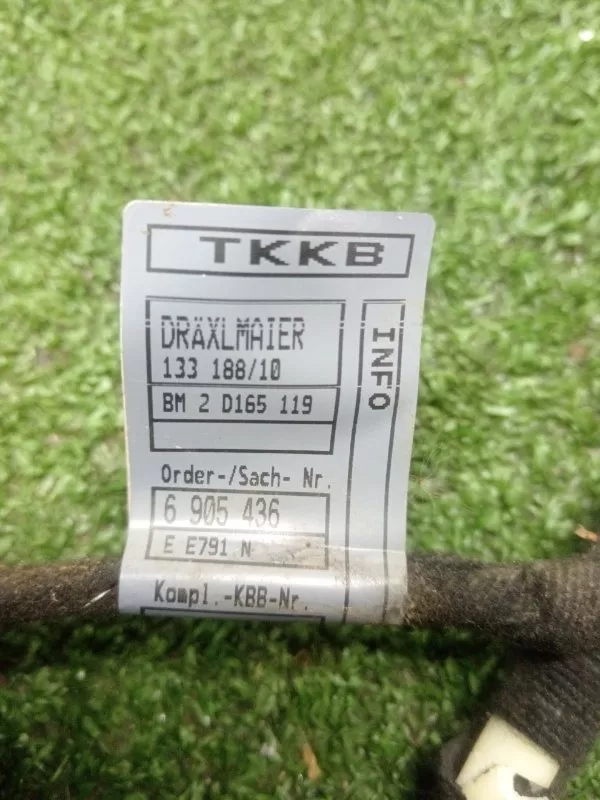 TKKB
DRÄXLMAIER
133 188/10
BM 2 D165 119
INFO
Order-/Sach- Nr.
6 905 436
E E791 N
Kompl.-KBB-Nr.